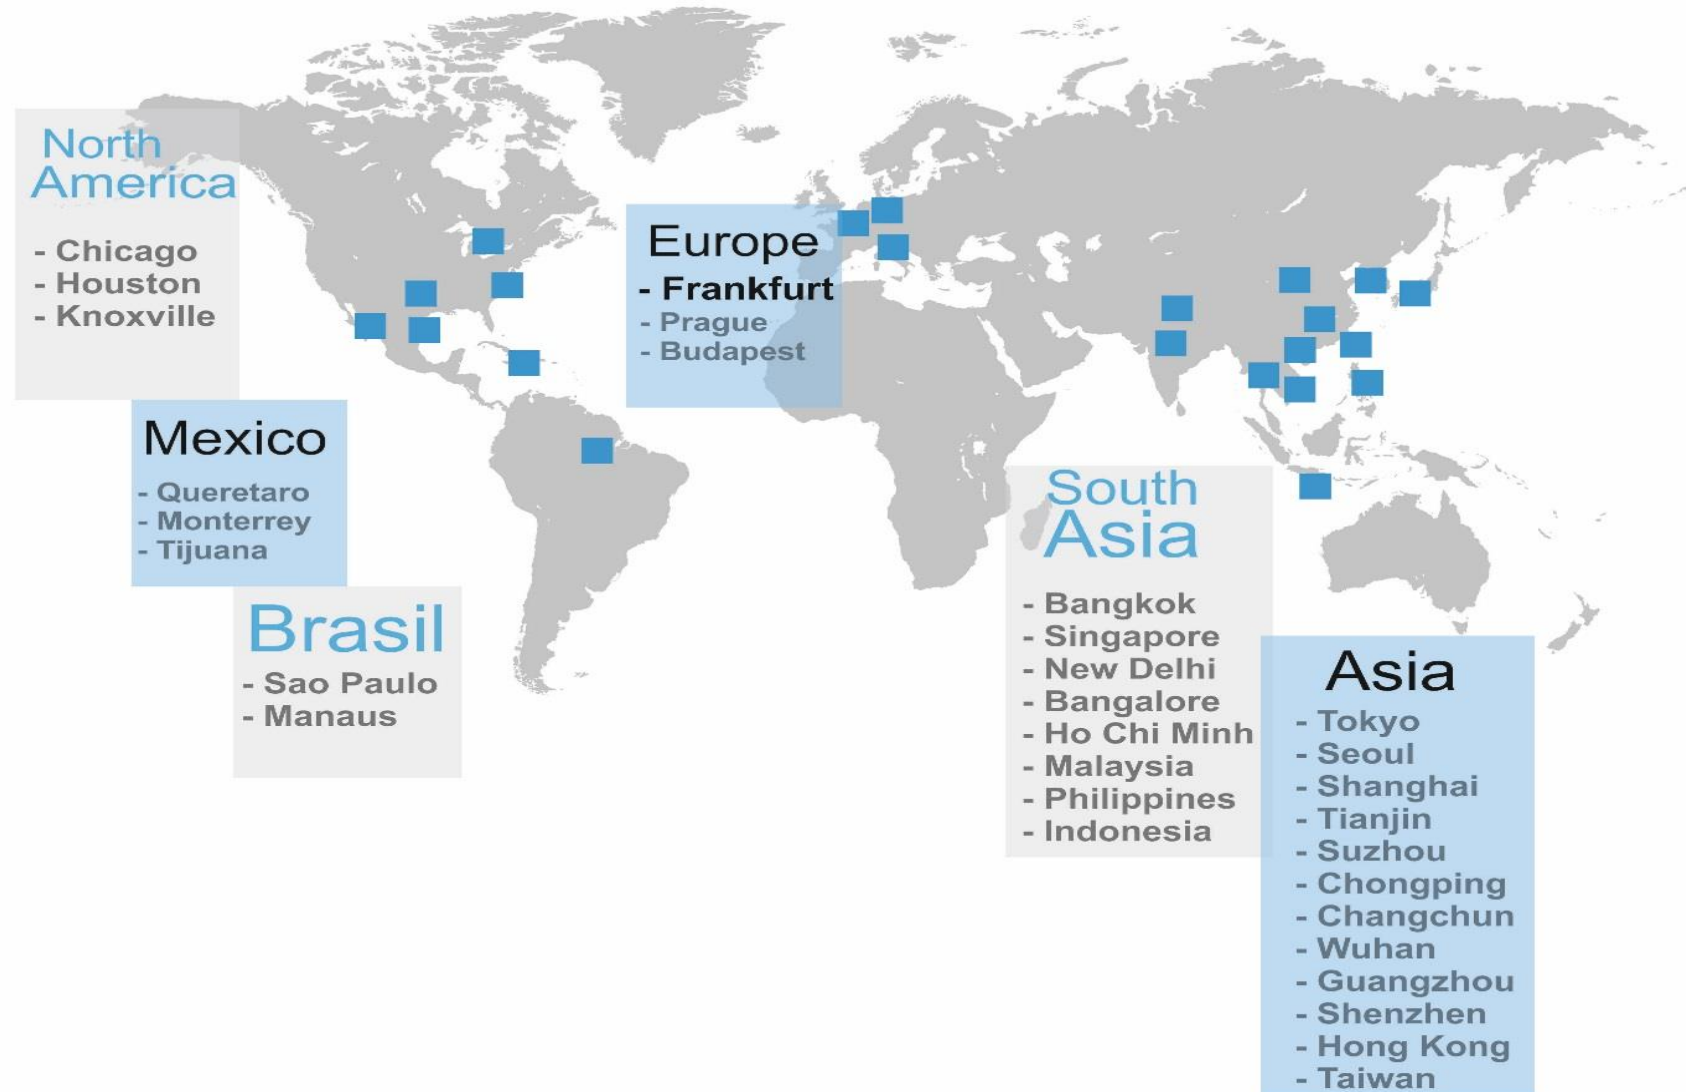 North
America
- Chicago
- Houston
- Knoxville
Mexico
- Queretaro
- Monterrey
- Tijuana
Brasil
- Sao Paulo
- Manaus
Europe
- Frankfurt
- Prague
- Budapest
South
Asia
- Bangkok
- Singapore
- New Delhi
- Bangalore
- Ho Chi Minh
- Malaysia
- Philippines
- Indonesia
Asia
- Tokyo
- Seoul
- Shanghai
- Tianjin
- Suzhou
- Chongping
- Changchun
- Wuhan
- Guangzhou
- Shenzhen
- Hong Kong
- Taiwan